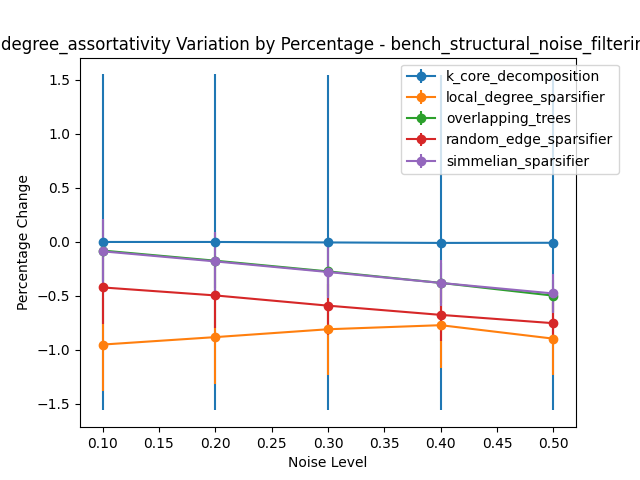 degree_assortativity Variation by Percentage - bench_structural_noise_filterin
k_core_decomposition
local_degree_sparsifier
overlapping_trees
random_edge_sparsifier
simmelian_sparsifier
Percentage Change
1.5
1.0
0.5
0.0
−0.5
−1.0
−1.5
0.10 0.15 0.20 0.25 0.30 0.35 0.40 0.45 0.50
Noise Level